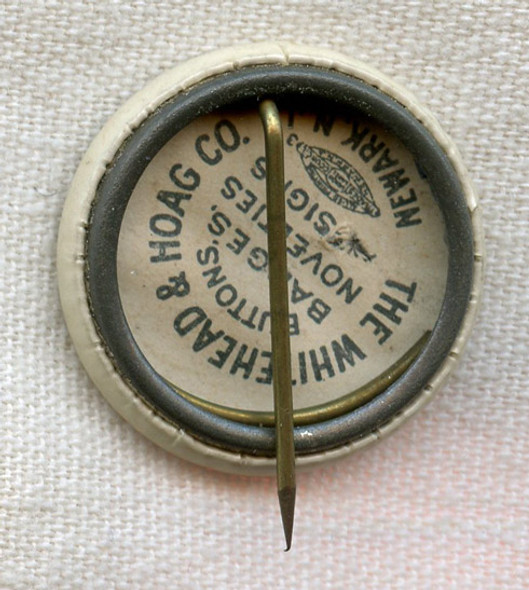 THE WHITEHEAD & HOAG CO.
BUTTONS,
BADGES,
NOVELTIES
SIGNS
NEWARK N.J.